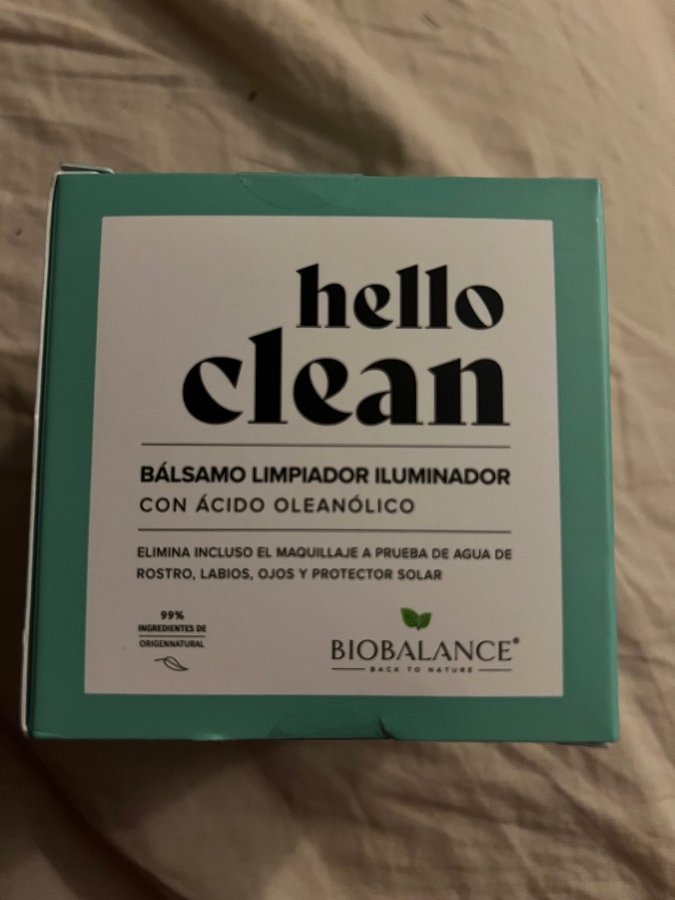 hello
clean
BÁLSAMO LIMPIADOR ILUMINADOR
CON ÁCIDO OLEANÓLICO
ELIMINA INCLUSO EL MAQUILLAJE A PRUEBA DE AGUA DE
ROSTRO, LABIOS, OJOS Y PROTECTOR SOLAR
99%
INGREDIENTES DE
ORIGENNATURAL
BIOBALANCE®
BACK TO NATURE